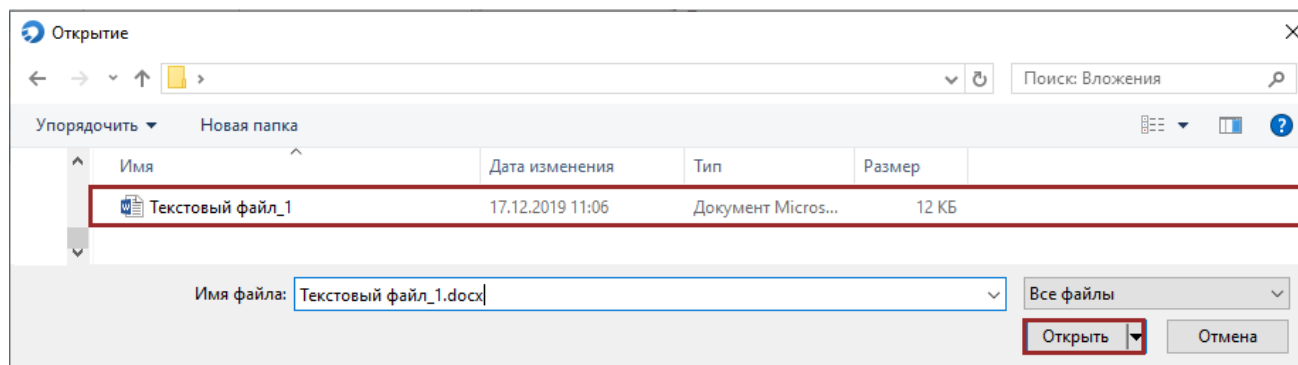 Открытие
Поиск: Вложения
Упорядочить Новая папка
Имя Дата изменения Тип Размер
Текстовый файл_1 17.12.2019 11:06 Документ Micros... 12 КБ
Имя файла: Текстовый файл_1.docx Все файлы
Открыть Отмена